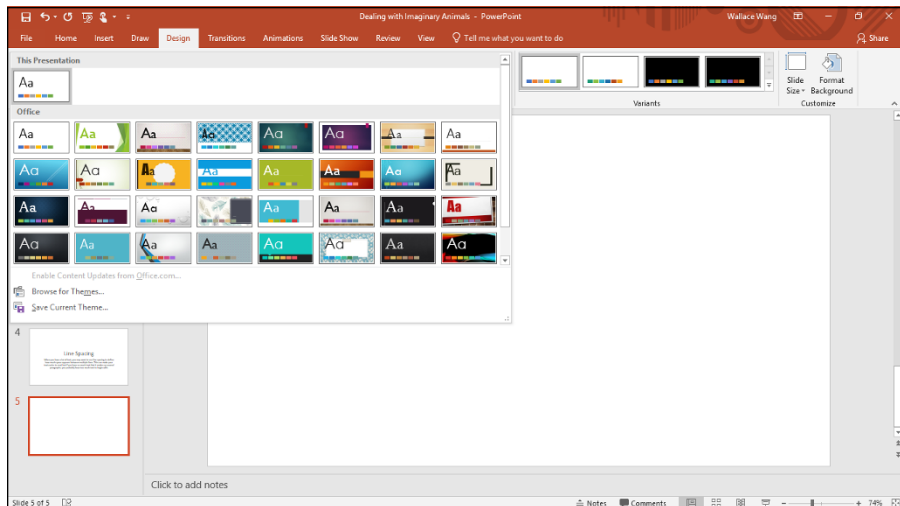 Dealing with Imaginary Animals - PowerPoint
Wallace Wang
File Home Insert Draw Design Transitions Animations Slide Show Review View Tell me what you want to do Share
This Presentation
Aa
Office
Aa Aa Aa Aa Aa Aa Aa Aa
Aa Aa Aa Aa Aa Aa Aa Aa
Aa Aa Aa Aa Aa Aa Aa
Aa Aa Aa Aa Aa Aa Aa Aa
Enable Content Updates from Office.com...
Browse for Themes...
Save Current Theme...
Variants
Slide Size
Format Background
Customize
4
Line Spacing
5
Click to add notes
Slide 5 of 5
Notes Comments 74%